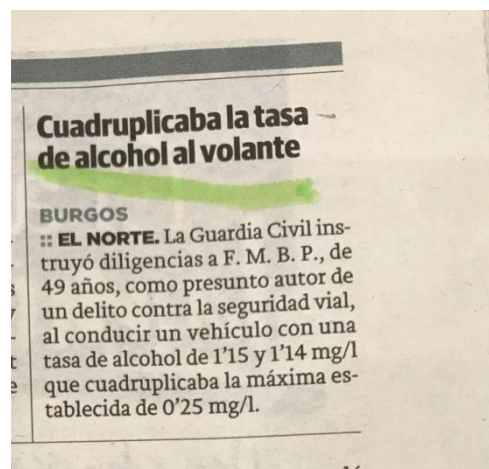 Cuadruplicaba la tasa
de alcohol al volante
BURGOS
:: EL NORTE. La Guardia Civil ins-
truyó diligencias a F. M. B. P., de
49 años, como presunto autor de
un delito contra la seguridad vial,
al conducir un vehículo con una
tasa de alcohol de 1'15 y 1'14 mg/l
que cuadruplicaba la máxima es-
tablecida de 0'25 mg/l.